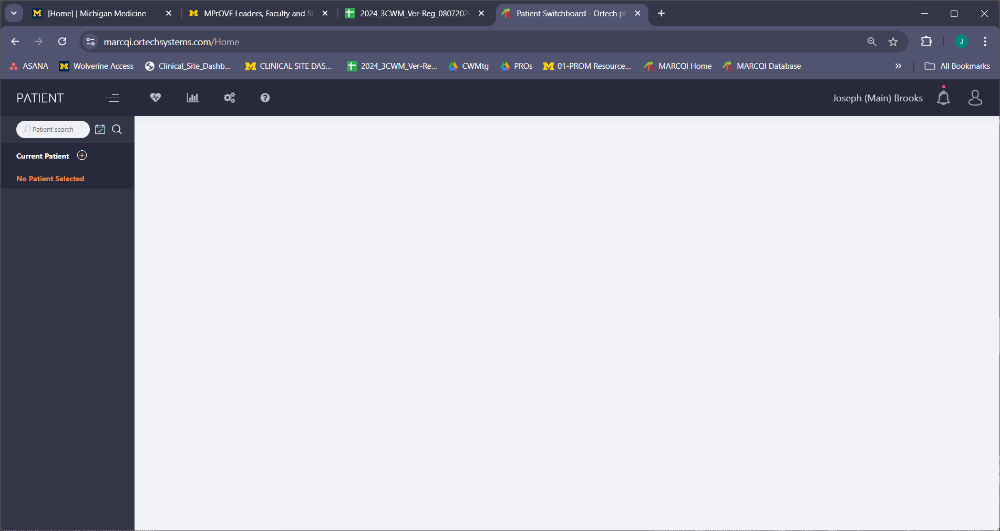 [Home] | Michigan Medicine
MPrOVE Leaders, Faculty and St
2024_3CWM_Ver-Reg_0807202
Patient Switchboard - Ortech p
marcqi.ortechsystems.com/Home
J
ASANA
Wolverine Access
Clinical_Site_Dashb...
CLINICAL SITE DAS...
2024_3CWM_Ver-Re...
CWMtg
PROs
01-PROM Resource...
MARCQI Home
MARCQI Database
All Bookmarks
PATIENT
Joseph (Main) Brooks
Patient search
Current Patient
No Patient Selected